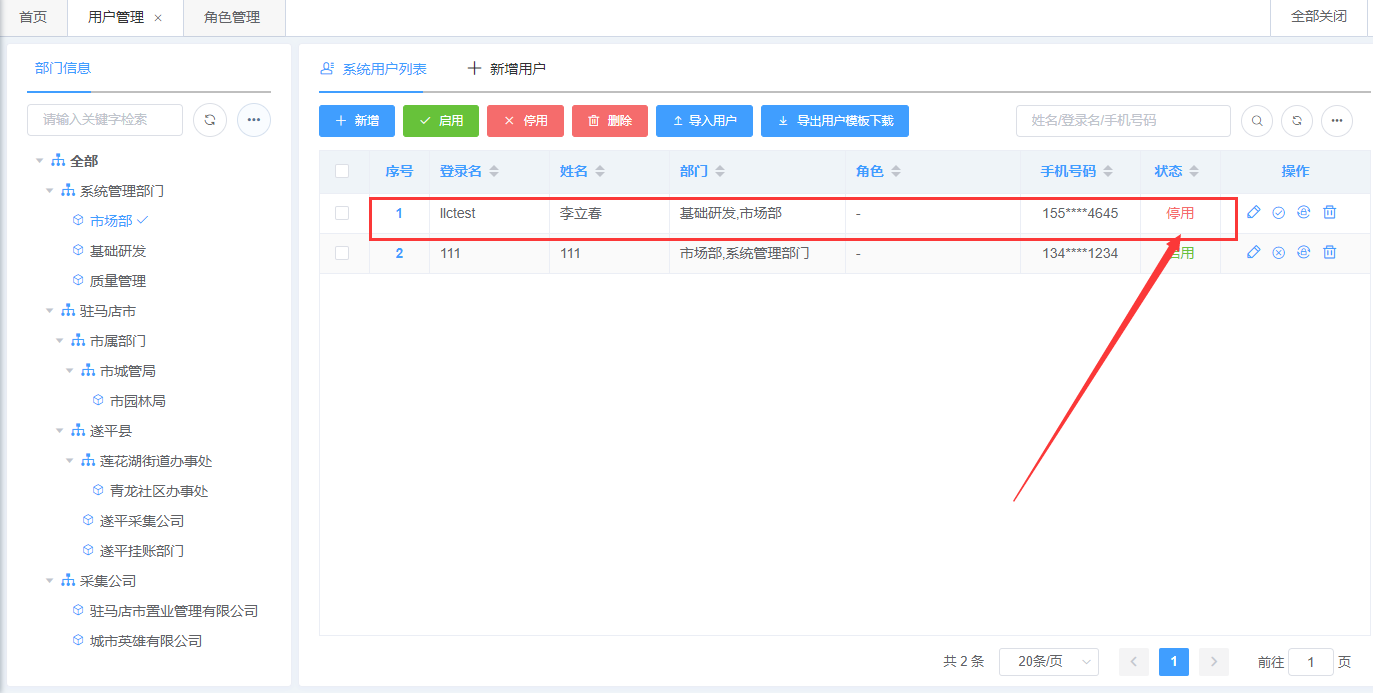 首页 用户管理 × 角色管理 全部关闭
部门信息
请输入关键字检索
全部
系统管理部门
市场部
基础研发
质量管理
驻马店市
市属部门
市城管局
市园林局
遂平县
莲花湖街道办事处
青龙社区办事处
遂平采集公司
遂平挂账部门
采集公司
驻马店市置业管理有限公司
城市英雄有限公司
系统用户列表 新增用户
新增 启用 停用 删除 导入用户 导出用户模板下载 姓名/登录名/手机号码
序号 登录名 姓名 部门 角色 手机号码 状态 操作
1 llctest 李立春 基础研发,市场部 - 155****4645 停用
2 111 111 市场部,系统管理部门 - 134****1234 启用
共 2 条 20条/页 1 前往 1 页